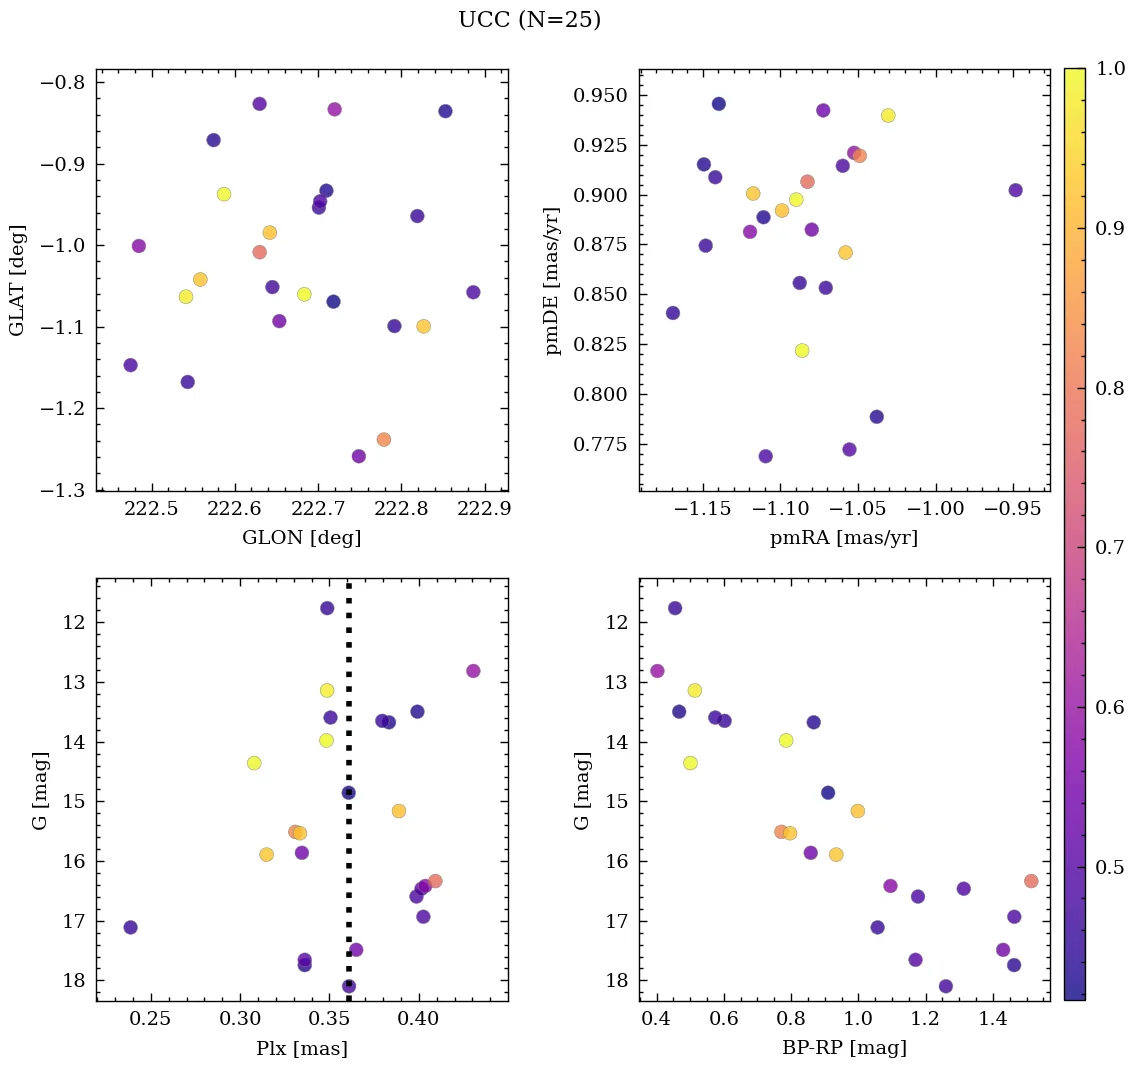 UCC (N=25)
−0.8
−0.9
−1.0
−1.1
−1.2
−1.3
GLAT [deg]
222.5 222.6 222.7 222.8 222.9
GLON [deg]
0.950
0.925
0.900
0.875
0.850
0.825
0.800
0.775
pmDE [mas/yr]
−1.15 −1.10 −1.05 −1.00 −0.95
pmRA [mas/yr]
1.0
0.9
0.8
0.7
0.6
0.5
12
13
14
15
16
17
18
G [mag]
0.25 0.30 0.35 0.40
Plx [mas]
12
13
14
15
16
17
18
G [mag]
0.4 0.6 0.8 1.0 1.2 1.4
BP-RP [mag]